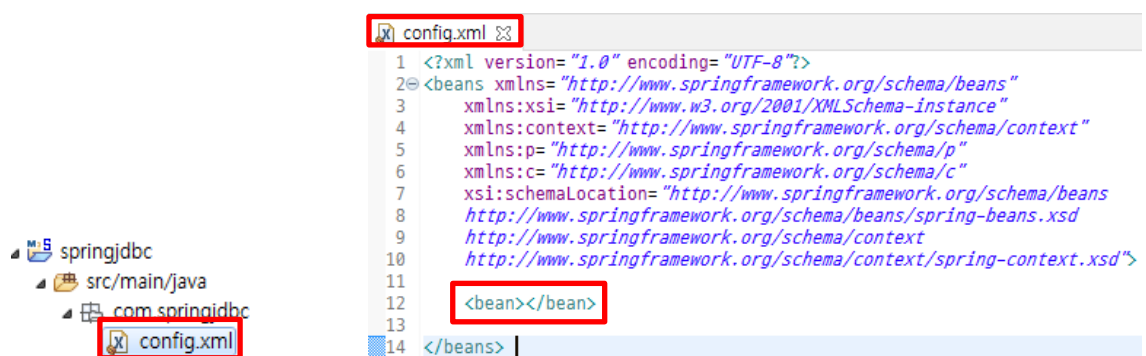 config.xml
1 <?xml version="1.0" encoding="UTF-8"?>
2 <beans xmlns="http://www.springframework.org/schema/beans"
3 xmlns:xsi="http://www.w3.org/2001/XMLSchema-instance"
4 xmlns:context="http://www.springframework.org/schema/context"
5 xmlns:p="http://www.springframework.org/schema/p"
6 xmlns:c="http://www.springframework.org/schema/c"
7 xsi:schemaLocation="http://www.springframework.org/schema/beans
8 http://www.springframework.org/schema/beans/spring-beans.xsd
9 http://www.springframework.org/schema/context
10 http://www.springframework.org/schema/context/spring-context.xsd">
11
12 <bean></bean>
13
14 </beans>
springjdbc
src/main/java
com.springjdbc
config.xml